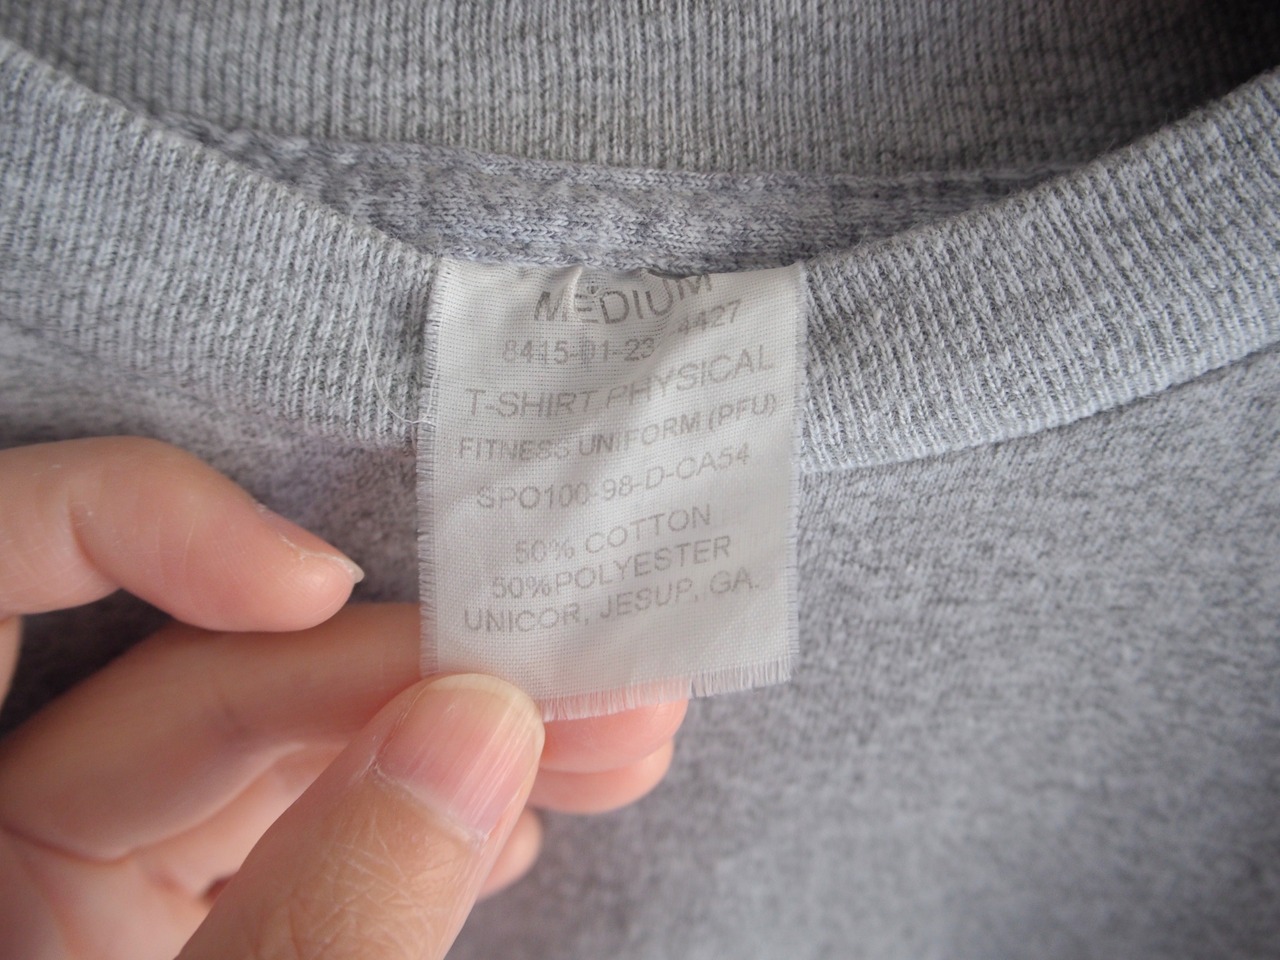 MEDIUM
8415-01-23 4427
T-SHIRT PHYSICAL
FITNESS UNIFORM (PFU)
SPO100-98-D-CA54
50% COTTON
50%POLYESTER
UNICOR, JESUP, GA.